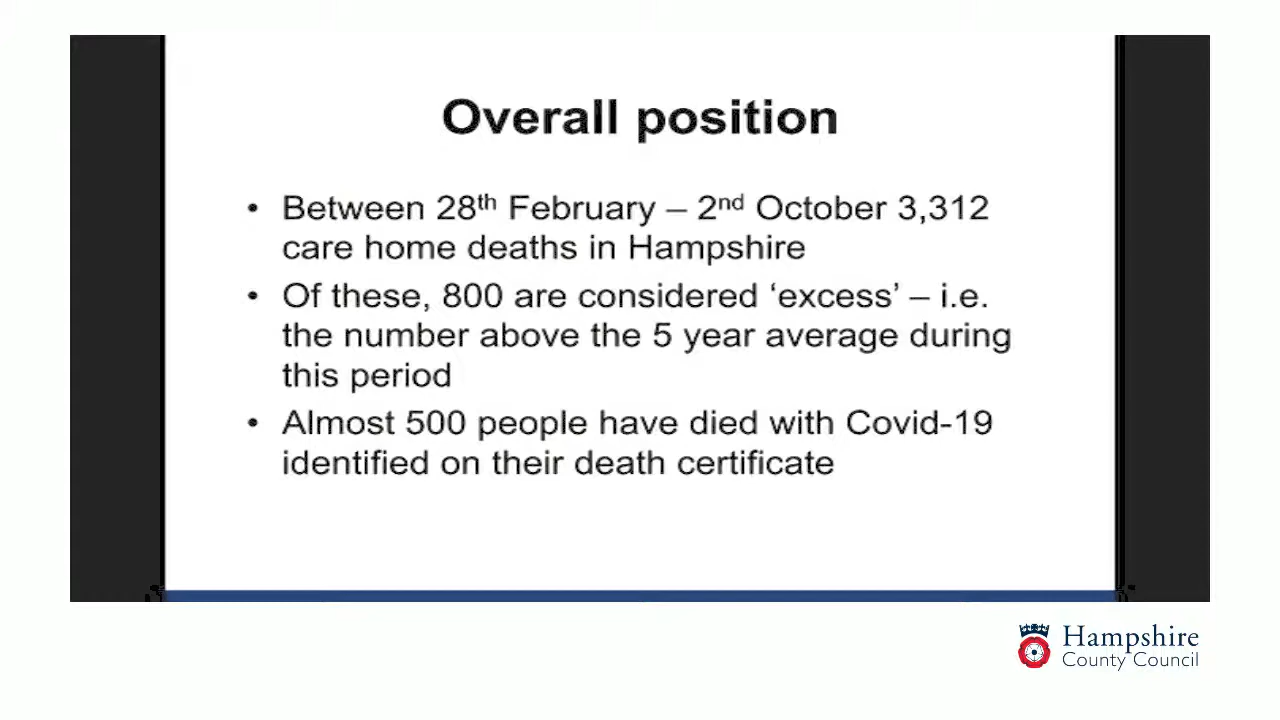 Overall position
• Between 28th February – 2nd October 3,312
care home deaths in Hampshire
• Of these, 800 are considered ‘excess’ – i.e.
the number above the 5 year average during
this period
• Almost 500 people have died with Covid-19
identified on their death certificate
Hampshire
County Council